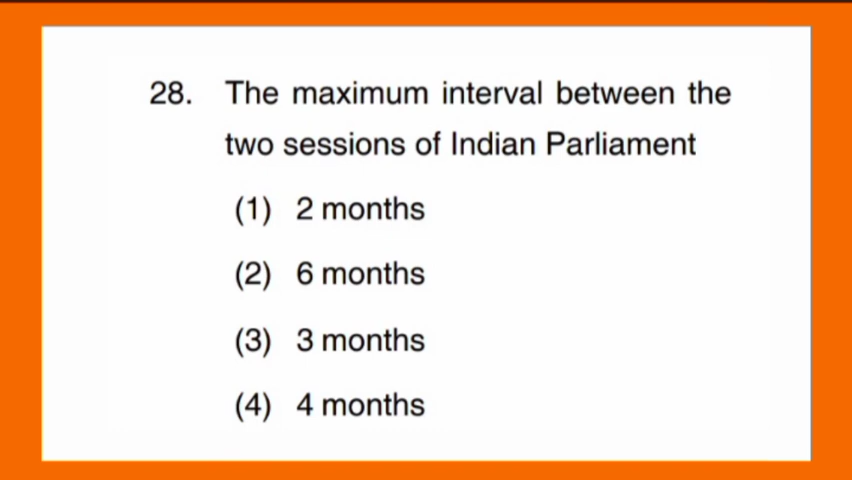 28. The maximum interval between the
two sessions of Indian Parliament
(1) 2 months
(2) 6 months
(3) 3 months
(4) 4 months